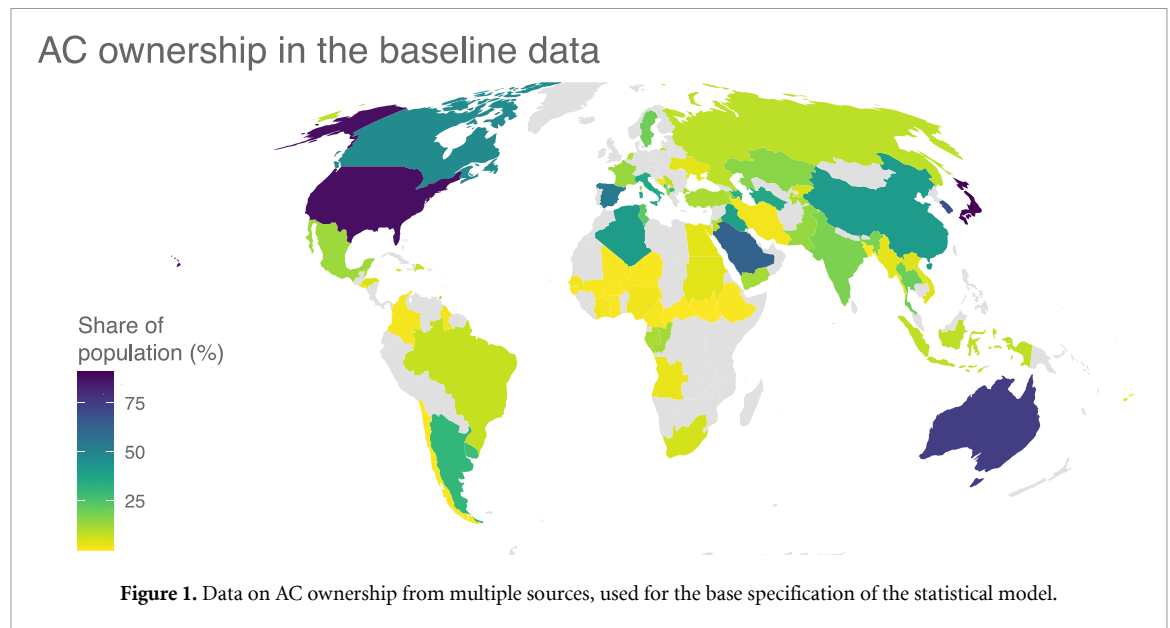 AC ownership in the baseline data
Share of
population (%)
75
50
25
Figure 1. Data on AC ownership from multiple sources, used for the base specification of the statistical model.